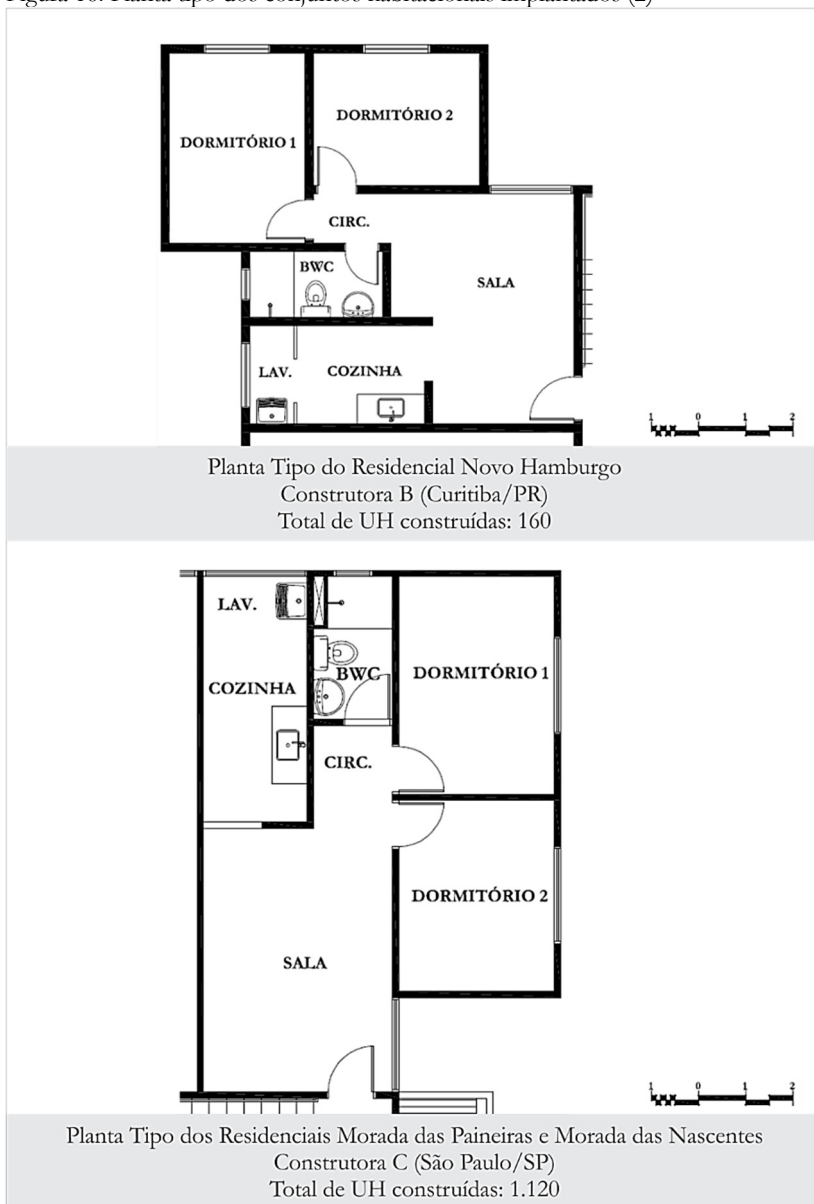 Figura 10: Planta tipo dos conjuntos habitacionais implantados (2)
DORMITÓRIO 1
DORMITÓRIO 2
CIRC.
BWC
SALA
LAV.
COZINHA
1 0 1 2
Planta Tipo do Residencial Novo Hamburgo
Construtora B (Curitiba/PR)
Total de UH construídas: 160
LAV.
COZINHA
BWC
DORMITÓRIO 1
CIRC.
DORMITÓRIO 2
SALA
1 0 1 2
Planta Tipo dos Residenciais Morada das Paineiras e Morada das Nascentes
Construtora C (São Paulo/SP)
Total de UH construídas: 1.120